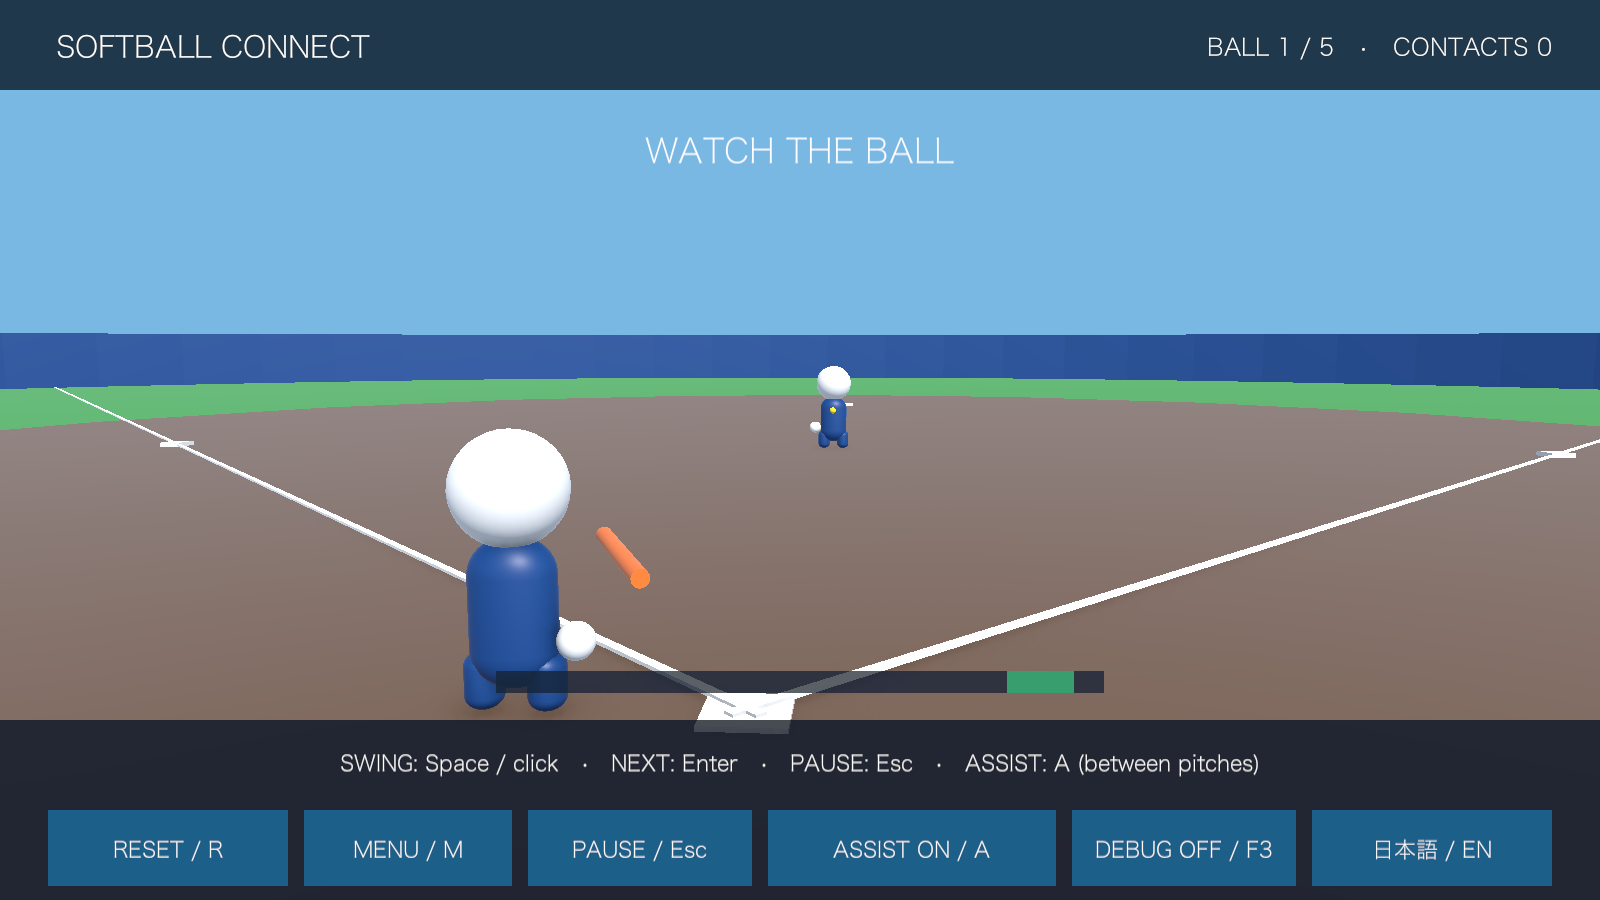 SOFTBALL CONNECT
BALL 1 / 5 · CONTACTS 0
WATCH THE BALL
SWING: Space / click · NEXT: Enter · PAUSE: Esc · ASSIST: A (between pitches)
RESET / R
MENU / M
PAUSE / Esc
ASSIST ON / A
DEBUG OFF / F3
日本語 / EN